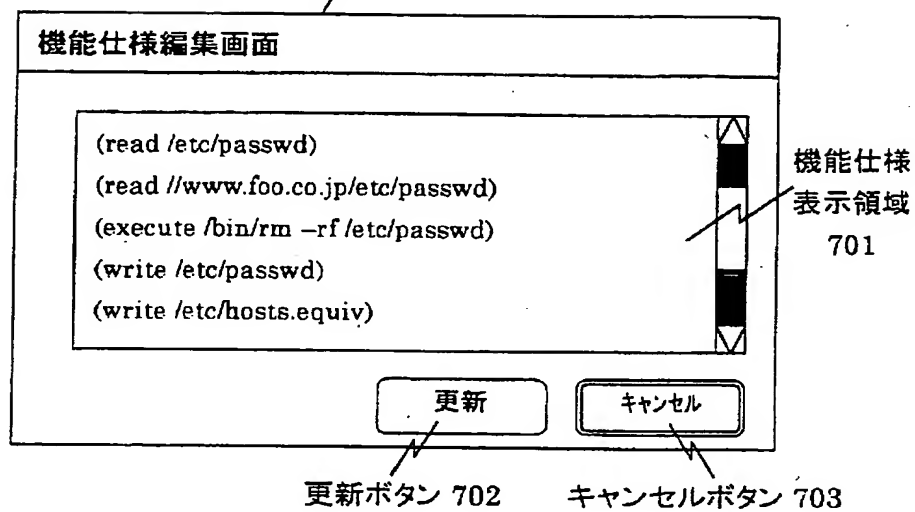 機能仕様編集画面
(read /etc/passwd)
(read //www.foo.co.jp/etc/passwd)
(execute /bin/rm –rf /etc/passwd)
(write /etc/passwd)
(write /etc/hosts.equiv)
機能仕様
表示領域
701
更新
キャンセル
更新ボタン 702
キャンセルボタン 703